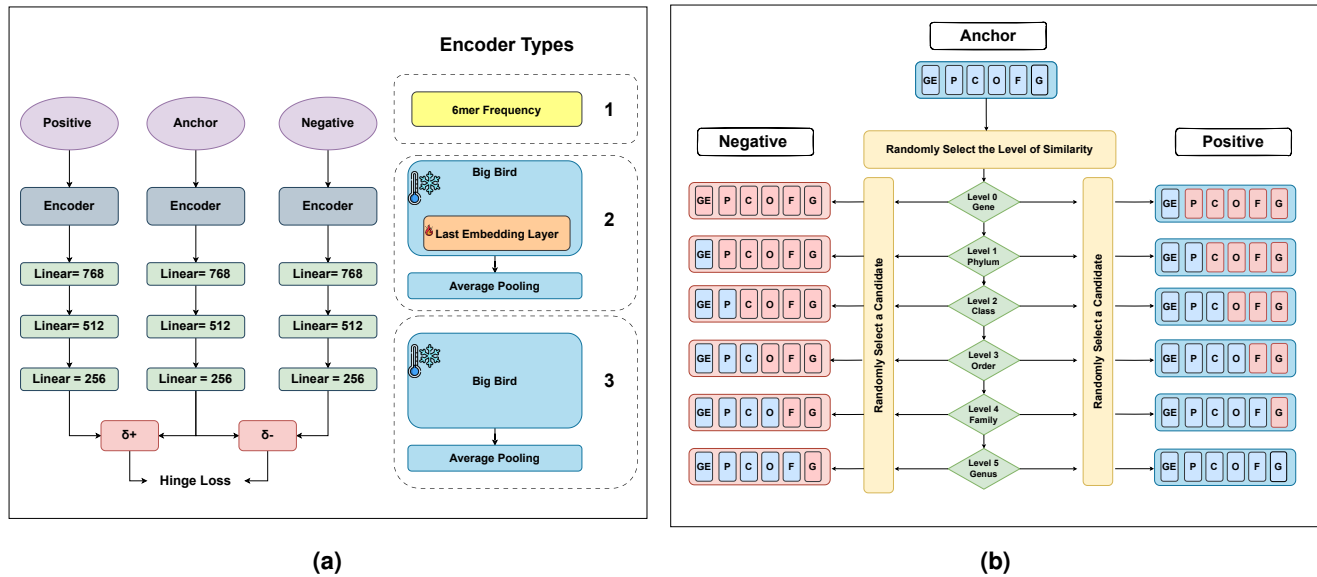 Encoder Types
Positive
Anchor
Negative
Encoder
Encoder
Encoder
Linear= 768
Linear= 768
Linear= 768
Linear= 512
Linear= 512
Linear= 512
Linear = 256
Linear = 256
Linear = 256
δ+
δ-
Hinge Loss
6mer Frequency
1
Big Bird
Last Embedding Layer
2
Average Pooling
Big Bird
3
Average Pooling
(a)
Anchor
GE P C O F G
Randomly Select the Level of Similarity
Negative
Positive
Randomly Select a Candidate
Randomly Select a Candidate
GE P C O F G
Level 0
Gene
GE P C O F G
GE P C O F G
Level 1
Phylum
GE P C O F G
GE P C O F G
Level 2
Class
GE P C O F G
GE P C O F G
Level 3
Order
GE P C O F G
GE P C O F G
Level 4
Family
GE P C O F G
GE P C O F G
Level 5
Genus
GE P C O F G
(b)